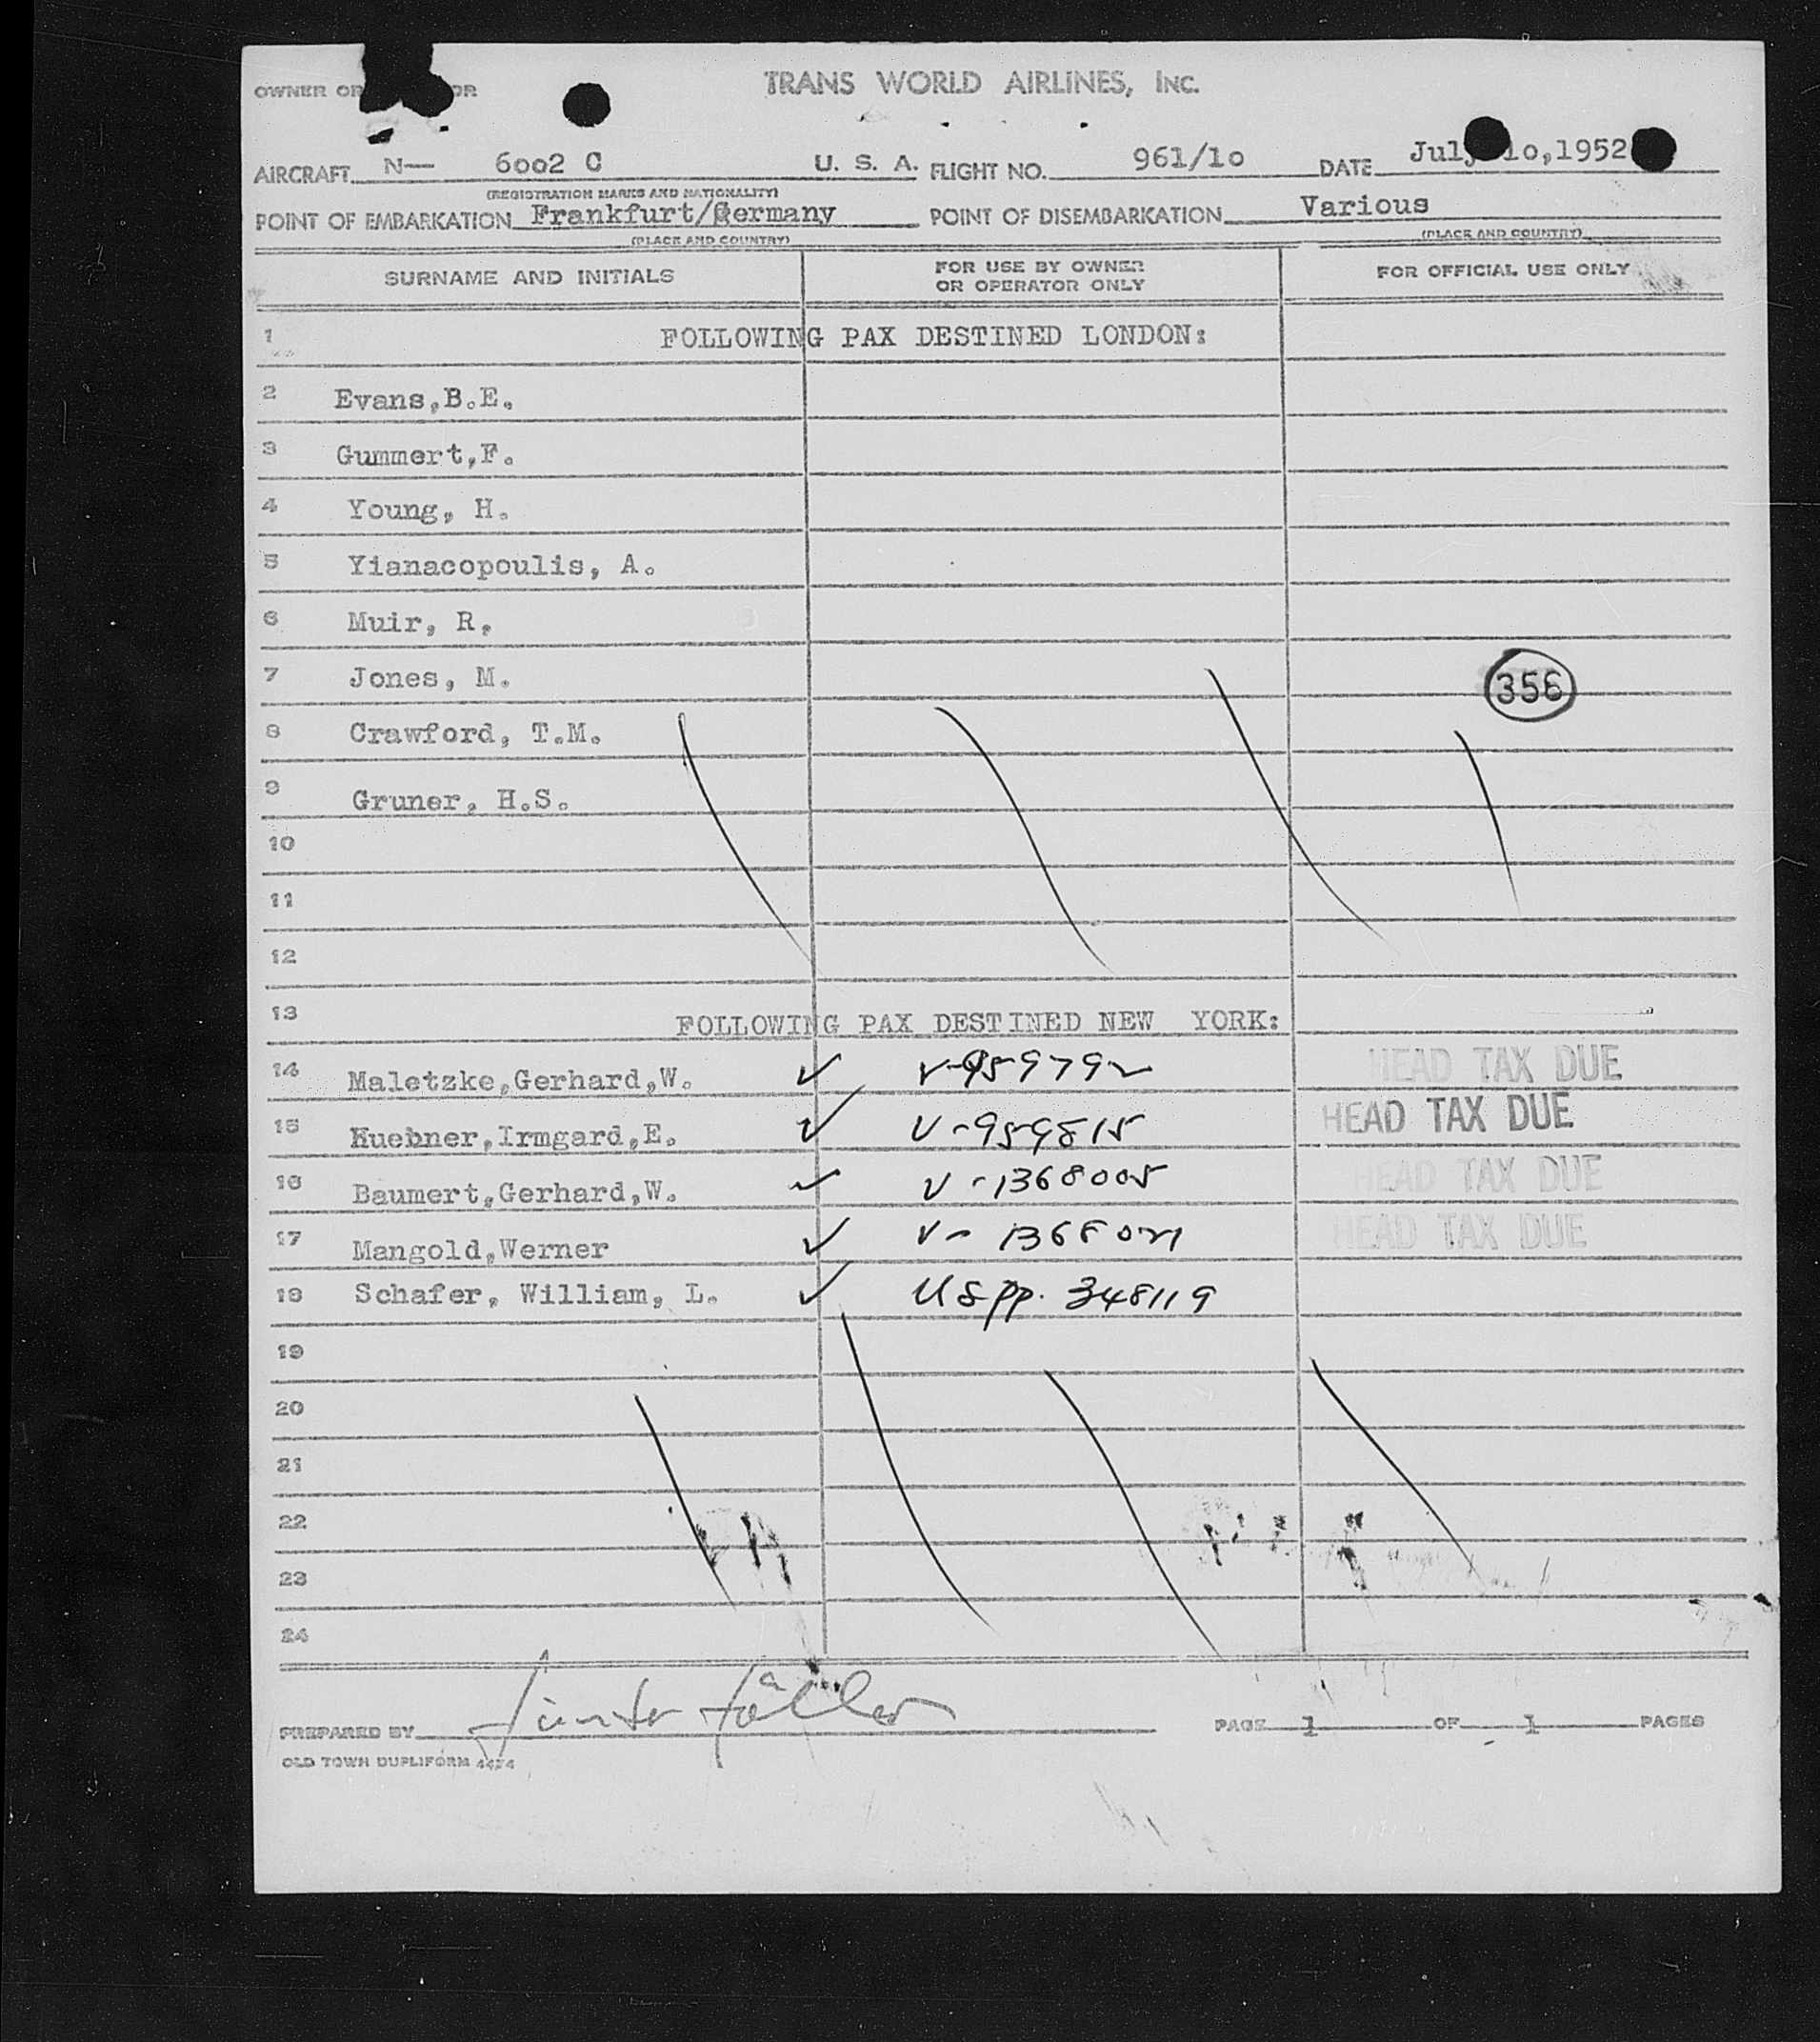 TRANS WORLD AIRLINES, INC.
OWNER OR
AIRCRAFT N— 6002 C U. S. A. FLIGHT NO. 961/10 DATE July 10,1952
(REGISTRATION MARKS AND NATIONALITY)
POINT OF EMBARKATION Frankfurt/Germany POINT OF DISEMBARKATION Various
(PLACE AND COUNTRY) (PLACE AND COUNTRY)
SURNAME AND INITIALS FOR USE BY OWNER OR OPERATOR ONLY FOR OFFICIAL USE ONLY
1 FOLLOWING PAX DESTINED LONDON:
2 Evans,B.E.
3 Gummert,F.
4 Young, H.
5 Yianacopoulis, A.
6 Muir, R.
7 Jones, M. 356
8 Crawford, T.M.
9 Gruner, H.S.
10
11
12
13 FOLLOWING PAX DESTINED NEW YORK:
14 Maletzke,Gerhard,W. ✓ V-959792 HEAD TAX DUE
15 Huebner,Irmgard,E. ✓ V-959815 HEAD TAX DUE
16 Baumert,Gerhard,W. ✓ V-1368005 HEAD TAX DUE
17 Mangold,Werner ✓ HEAD TAX DUE
18 Schafer, William, L. ✓ US pp. 348119
19
20
21
22
23
24
PREPARED BY PAGE 1 OF 1 PAGES
OLD TOWN DUPLIFORM